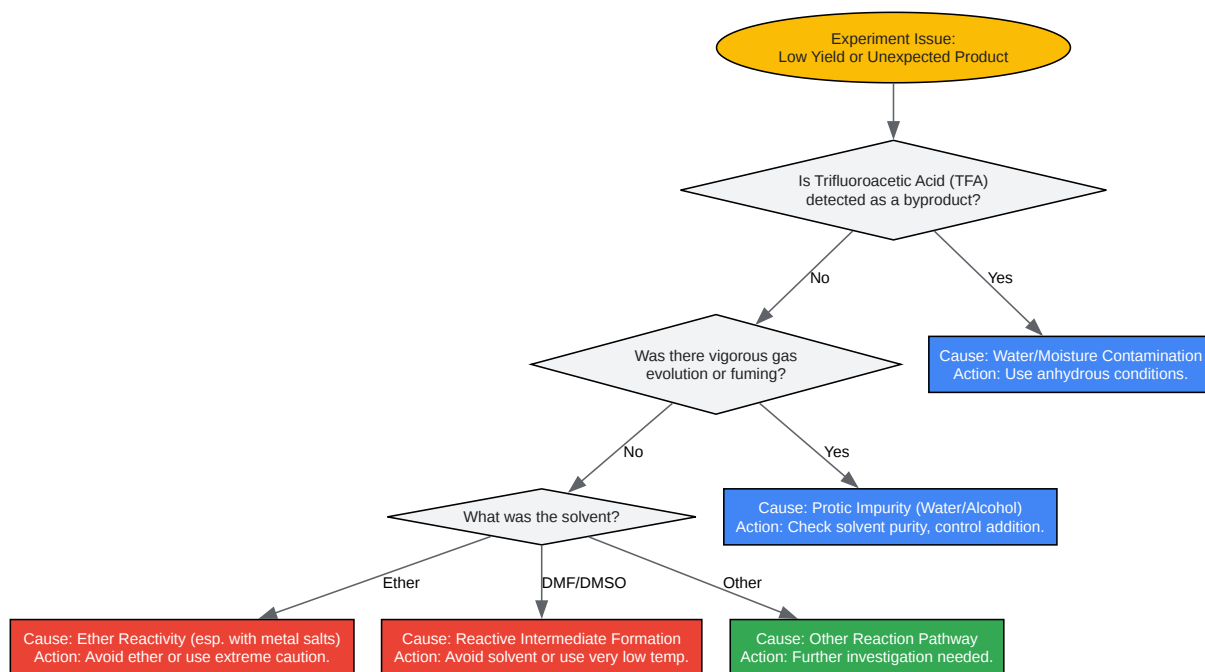 Experiment Issue:
Low Yield or Unexpected Product
Is Trifluoroacetic Acid (TFA)
detected as a byproduct?
No
Yes
Was there vigorous gas
evolution or fuming?
Cause: Water/Moisture Contamination
Action: Use anhydrous conditions.
No
Yes
What was the solvent?
Cause: Protic Impurity (Water/Alcohol)
Action: Check solvent purity, control addition.
Ether
DMF/DMSO
Other
Cause: Ether Reactivity (esp. with metal salts)
Action: Avoid ether or use extreme caution.
Cause: Reactive Intermediate Formation
Action: Avoid solvent or use very low temp.
Cause: Other Reaction Pathway
Action: Further investigation needed.